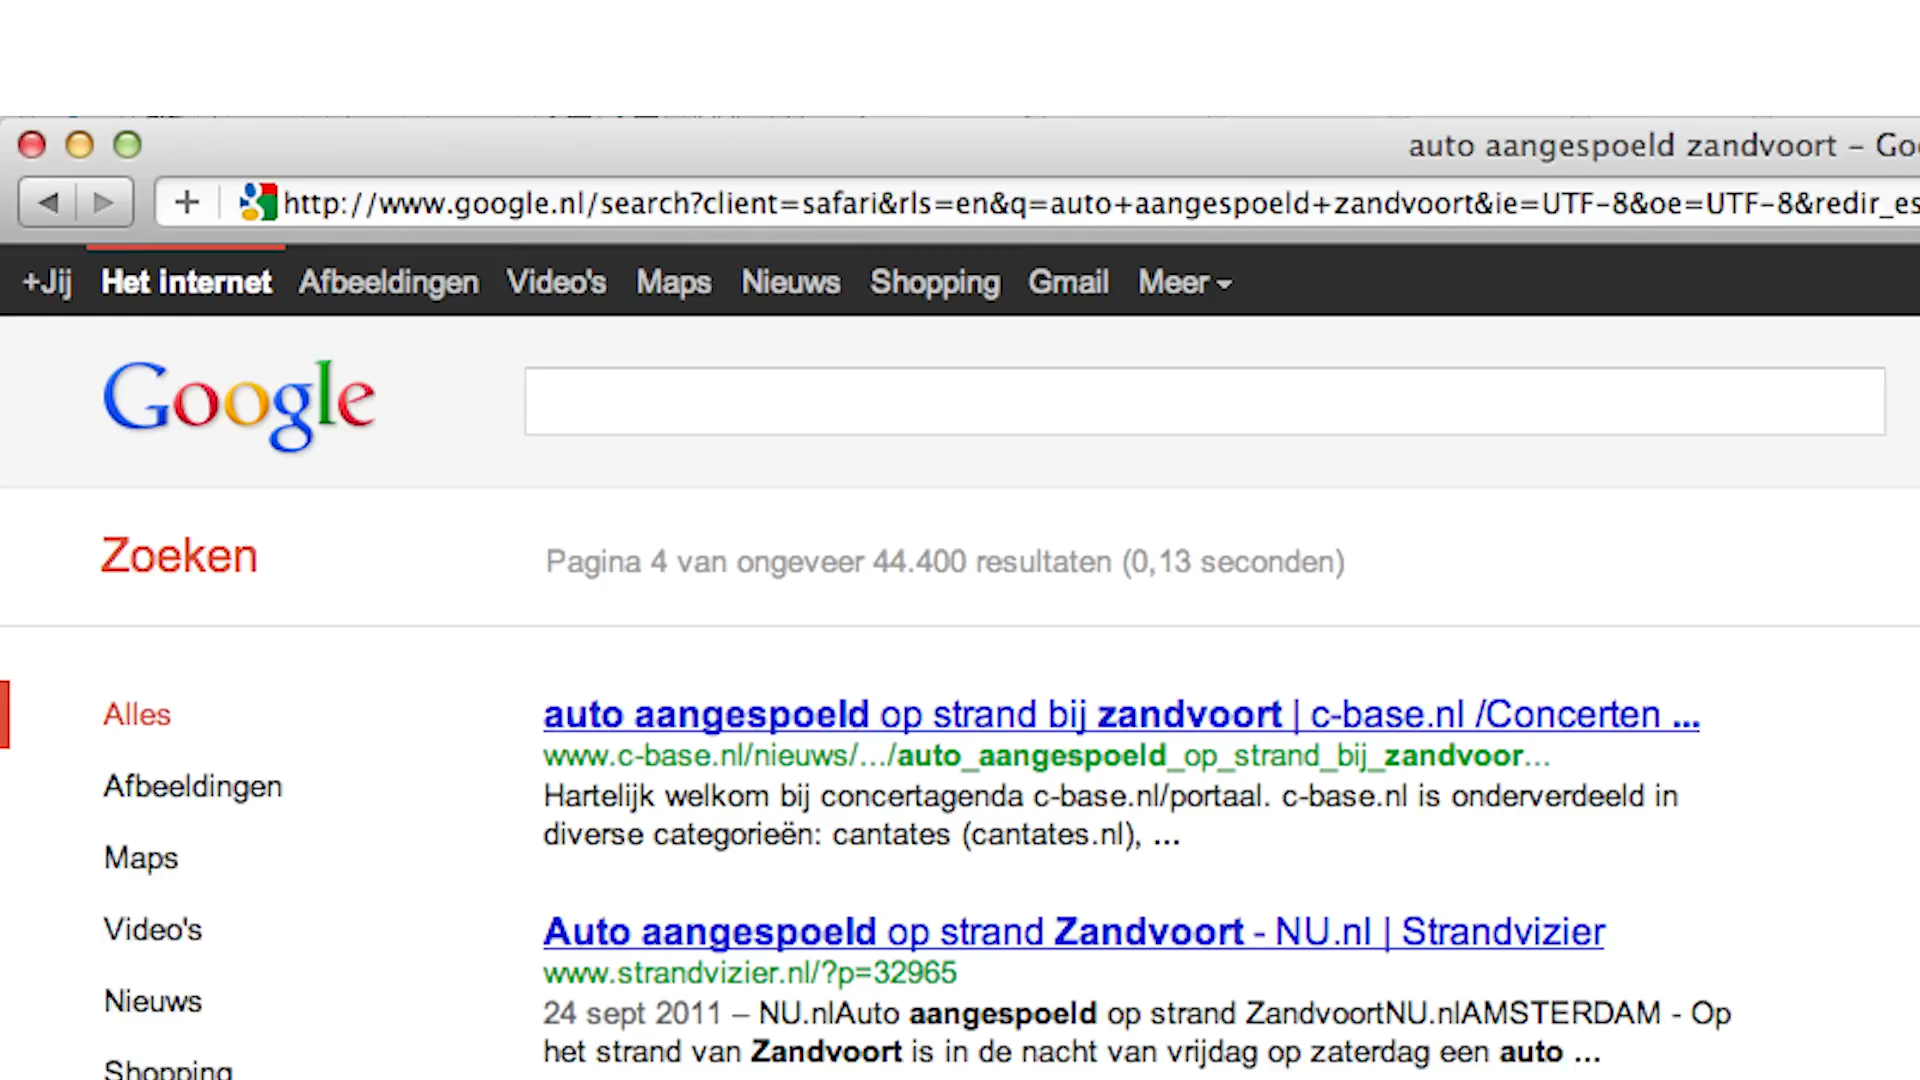 auto aangespoeld zandvoort – Goo
http://www.google.nl/search?client=safari&rls=en&q=auto+aangespoeld+zandvoort&ie=UTF-8&oe=UTF-8&redir_es
+Jij Het internet Afbeeldingen Video's Maps Nieuws Shopping Gmail Meer
Google
Zoeken
Pagina 4 van ongeveer 44.400 resultaten (0,13 seconden)
Alles
Afbeeldingen
Maps
Video's
Nieuws
Shopping
auto aangespoeld op strand bij zandvoort | c-base.nl /Concerten ...
www.c-base.nl/nieuws/.../auto_aangespoeld_op_strand_bij_zandvoor...
Hartelijk welkom bij concertagenda c-base.nl/portaal. c-base.nl is onderverdeeld in
diverse categorieën: cantates (cantates.nl), ...
Auto aangespoeld op strand Zandvoort - NU.nl | Strandvizier
www.strandvizier.nl/?p=32965
24 sept 2011 – NU.nlAuto aangespoeld op strand ZandvoortNU.nlAMSTERDAM - Op
het strand van Zandvoort is in de nacht van vrijdag op zaterdag een auto ...